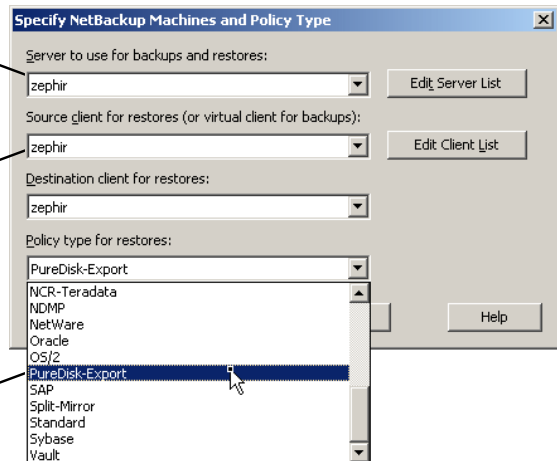 Specify NetBackup Machines and Policy Type
Server to use for backups and restores:
zephir
Edit Server List
Source client for restores (or virtual client for backups):
zephir
Edit Client List
Destination client for restores:
zephir
Policy type for restores:
PureDisk-Export
NCR-Teradata
NDMP
NetWare
Oracle
OS/2
PureDisk-Export
SAP
Split-Mirror
Standard
Sybase
Vault
Help